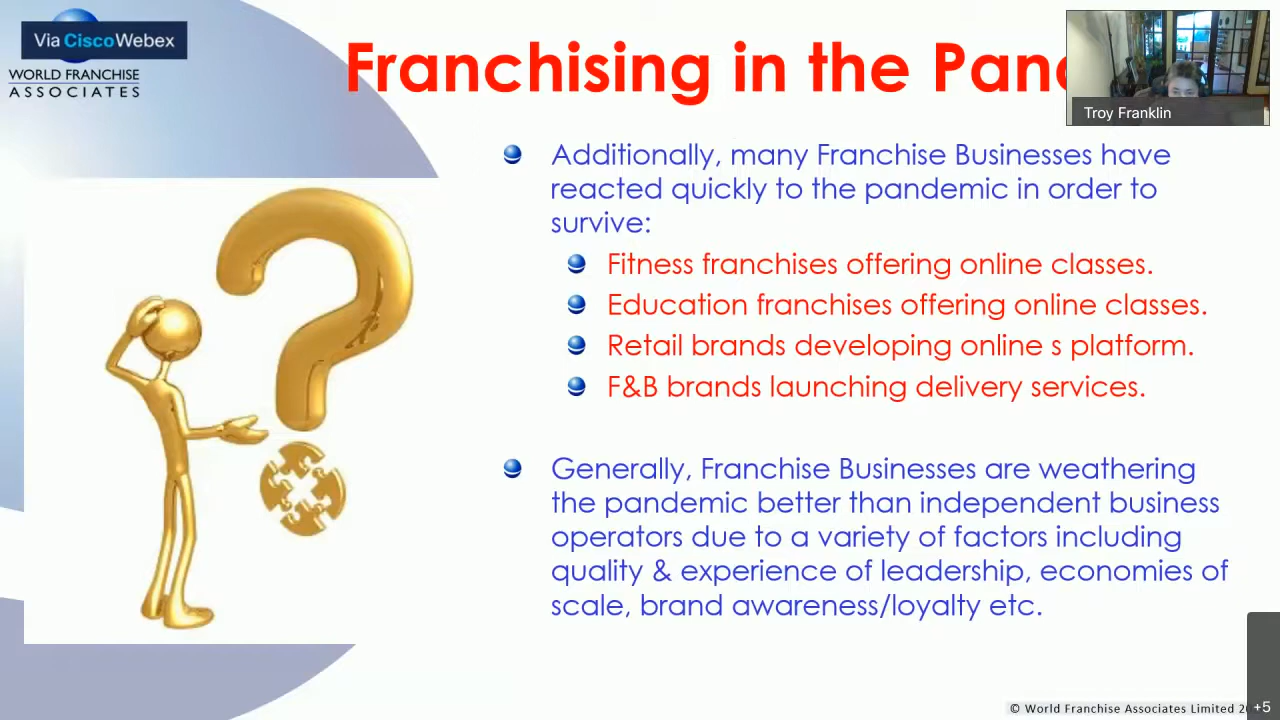 Via Cisco Webex
WORLD FRANCHISE
ASSOCIATES
Franchising in the
Troy Franklin
Additionally, many Franchise Businesses have
reacted quickly to the pandemic in order to
survive:
Fitness franchises offering online classes.
Education franchises offering online classes.
Retail brands developing online s platform.
F&B brands launching delivery services.
Generally, Franchise Businesses are weathering
the pandemic better than independent business
operators due to a variety of factors including
quality & experience of leadership, economies of
scale, brand awareness/loyalty etc.
© World Franchise Associates Limited
+5